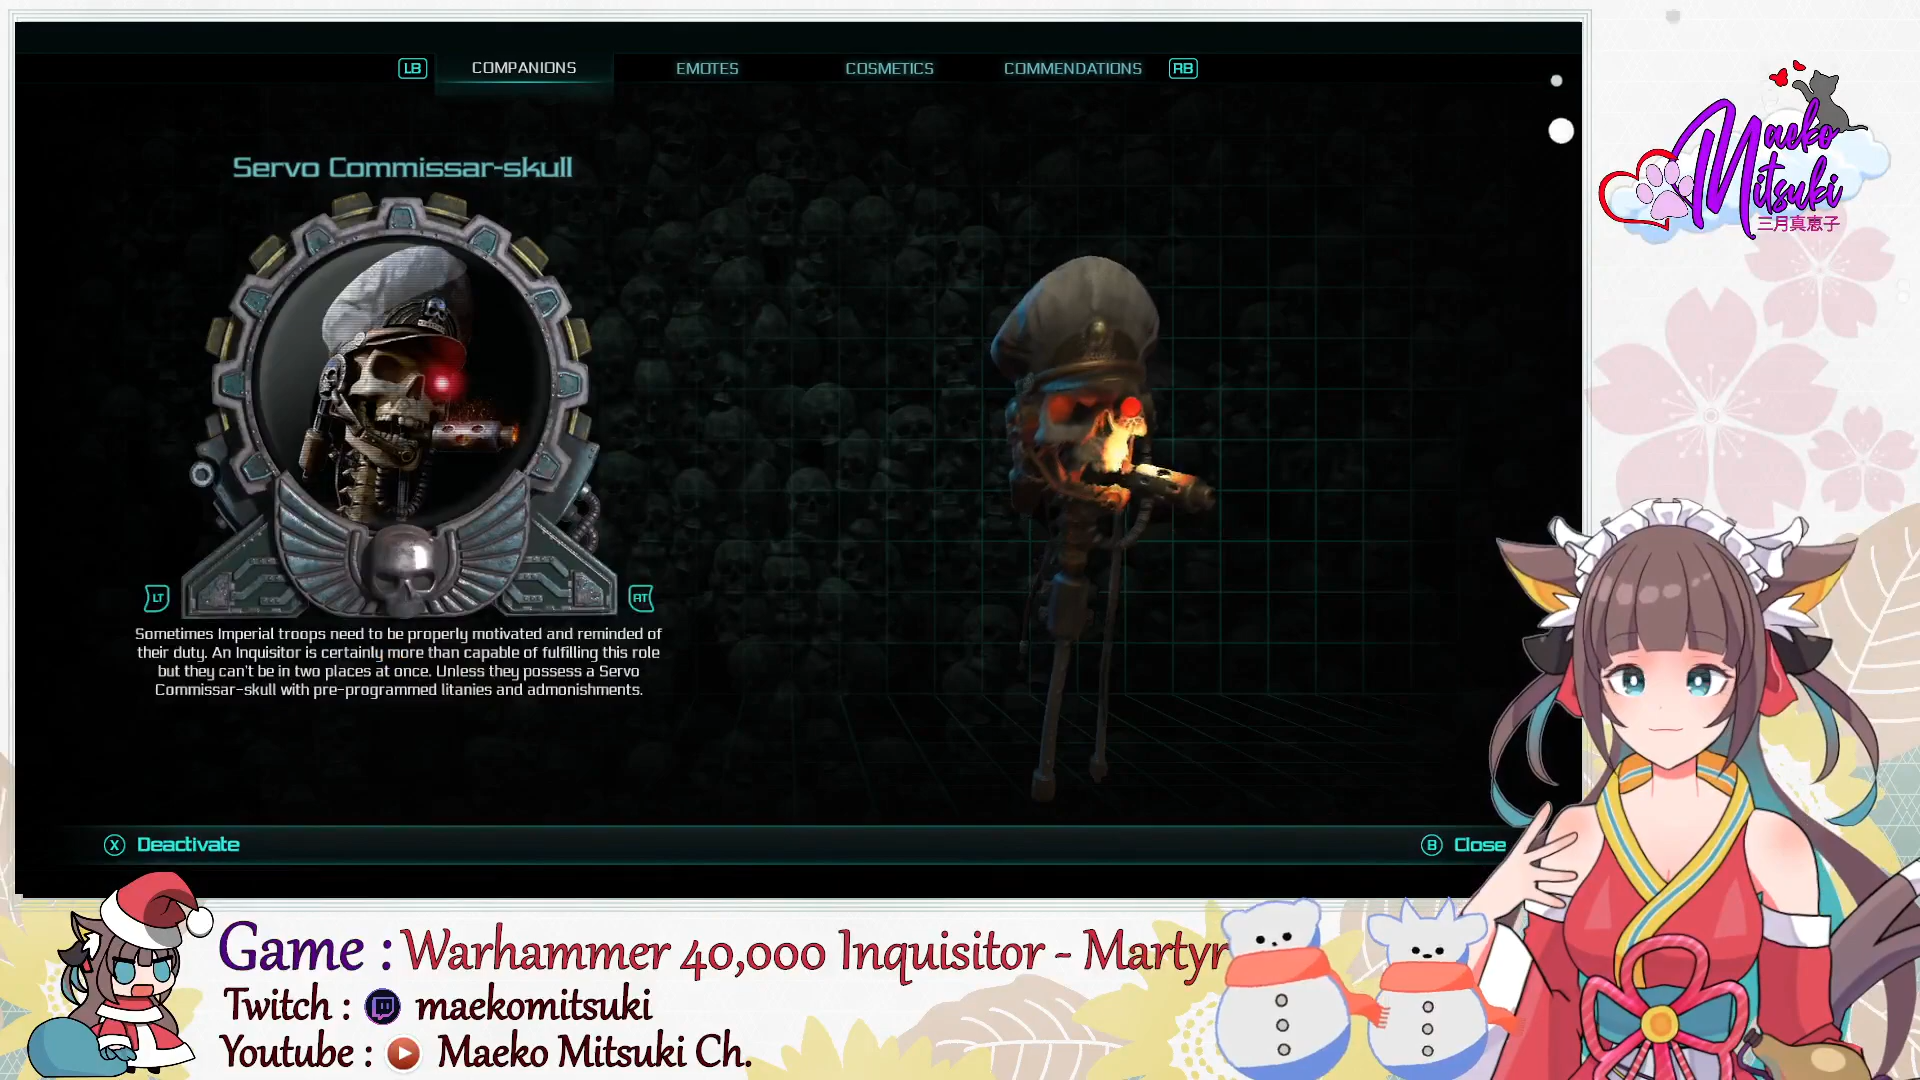 LB COMPANIONS EMOTES COSMETICS COMMENDATIONS RB
Servo Commissar-skull
LT
RT
Sometimes Imperial troops need to be properly motivated and reminded of
their duty. An Inquisitor is certainly more than capable of fulfilling this role
but they can't be in two places at once. Unless they possess a Servo
Commissar-skull with pre-programmed litanies and admonishments.
X Deactivate
B Close
Maeko
Mitsuki
三月真恵子
Game : Warhammer 40,000 Inquisitor - Martyr
Twitch : maekomitsuki
Youtube : Maeko Mitsuki Ch.